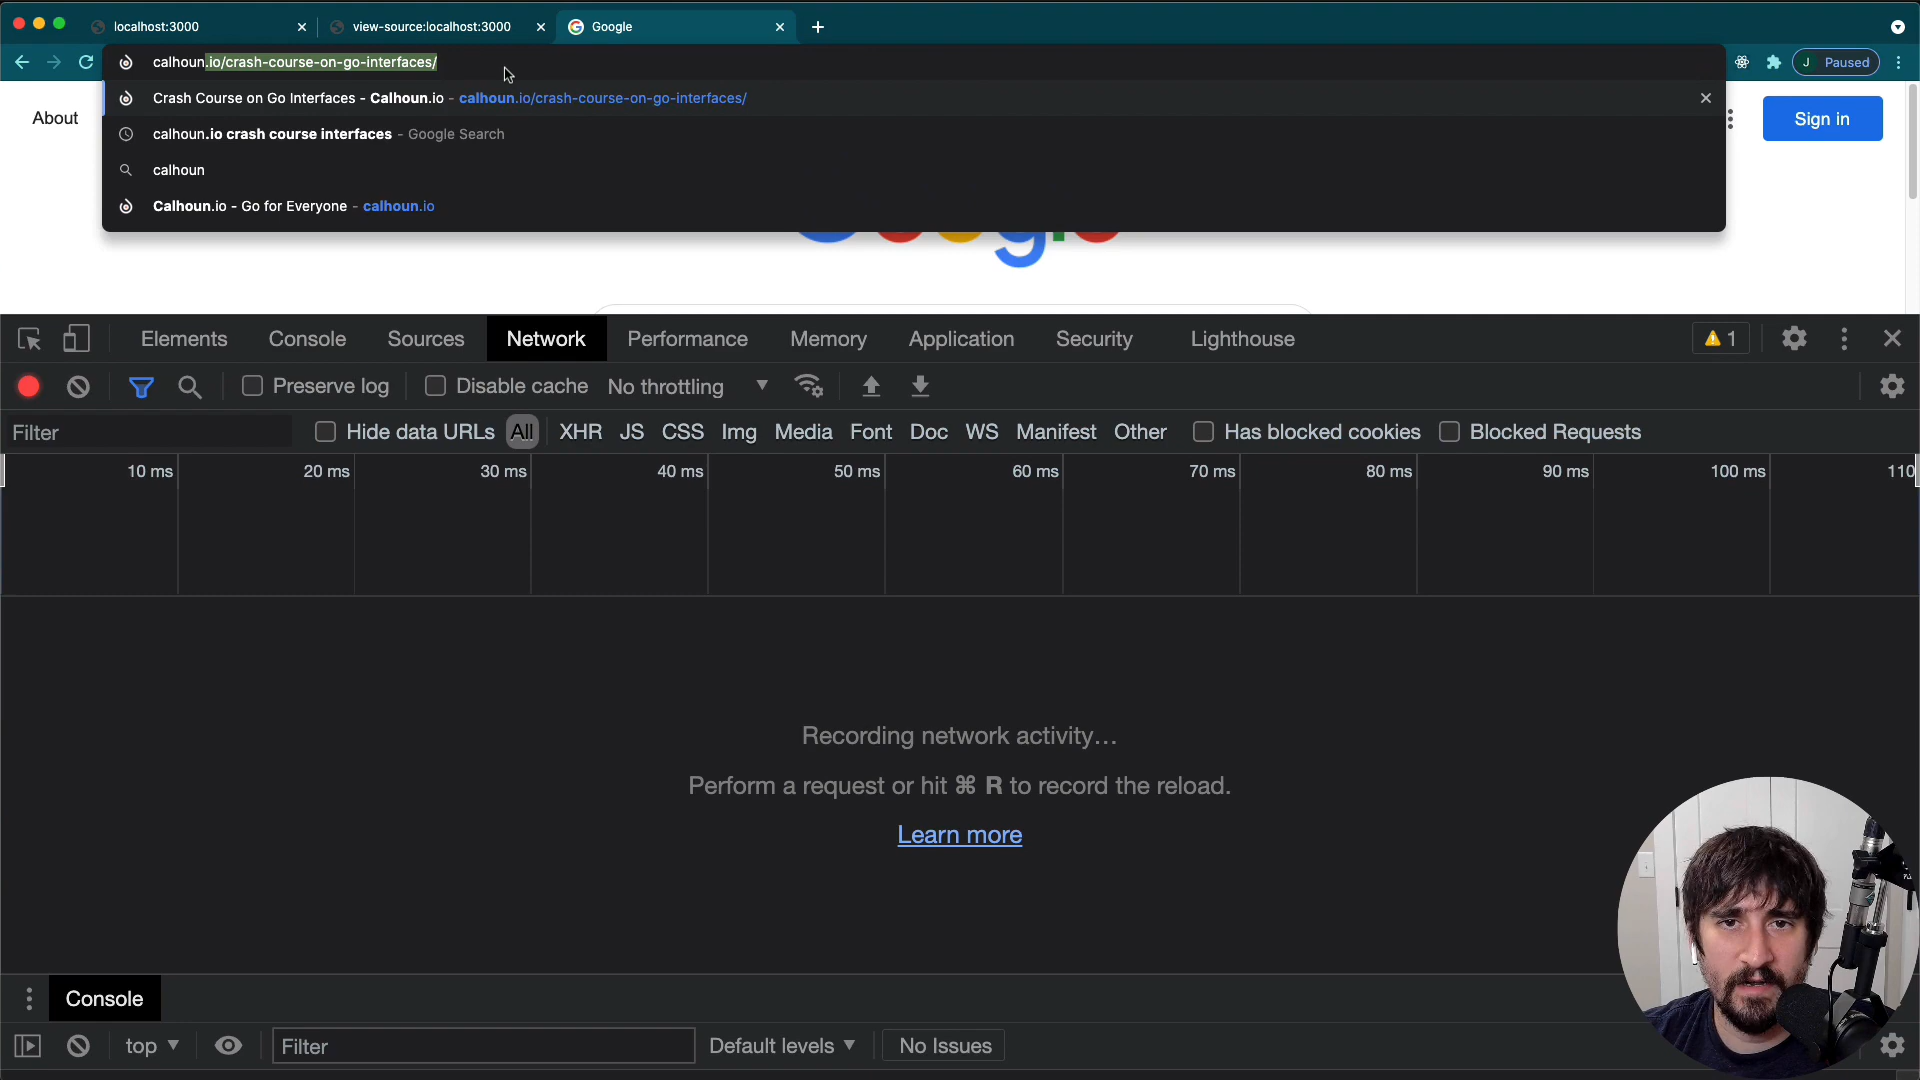 localhost:3000
view-source:localhost:3000
Google
calhoun.io/crash-course-on-go-interfaces/
J Paused
Crash Course on Go Interfaces - Calhoun.io - calhoun.io/crash-course-on-go-interfaces/
About
Sign in
calhoun.io crash course interfaces - Google Search
calhoun
Calhoun.io - Go for Everyone - calhoun.io
Elements Console Sources Network Performance Memory Application Security Lighthouse 1
Preserve log Disable cache No throttling
Filter Hide data URLs All XHR JS CSS Img Media Font Doc WS Manifest Other Has blocked cookies Blocked Requests
10 ms 20 ms 30 ms 40 ms 50 ms 60 ms 70 ms 80 ms 90 ms 100 ms 110
Recording network activity…
Perform a request or hit ⌘ R to record the reload.
Learn more
Console
top Filter Default levels No Issues